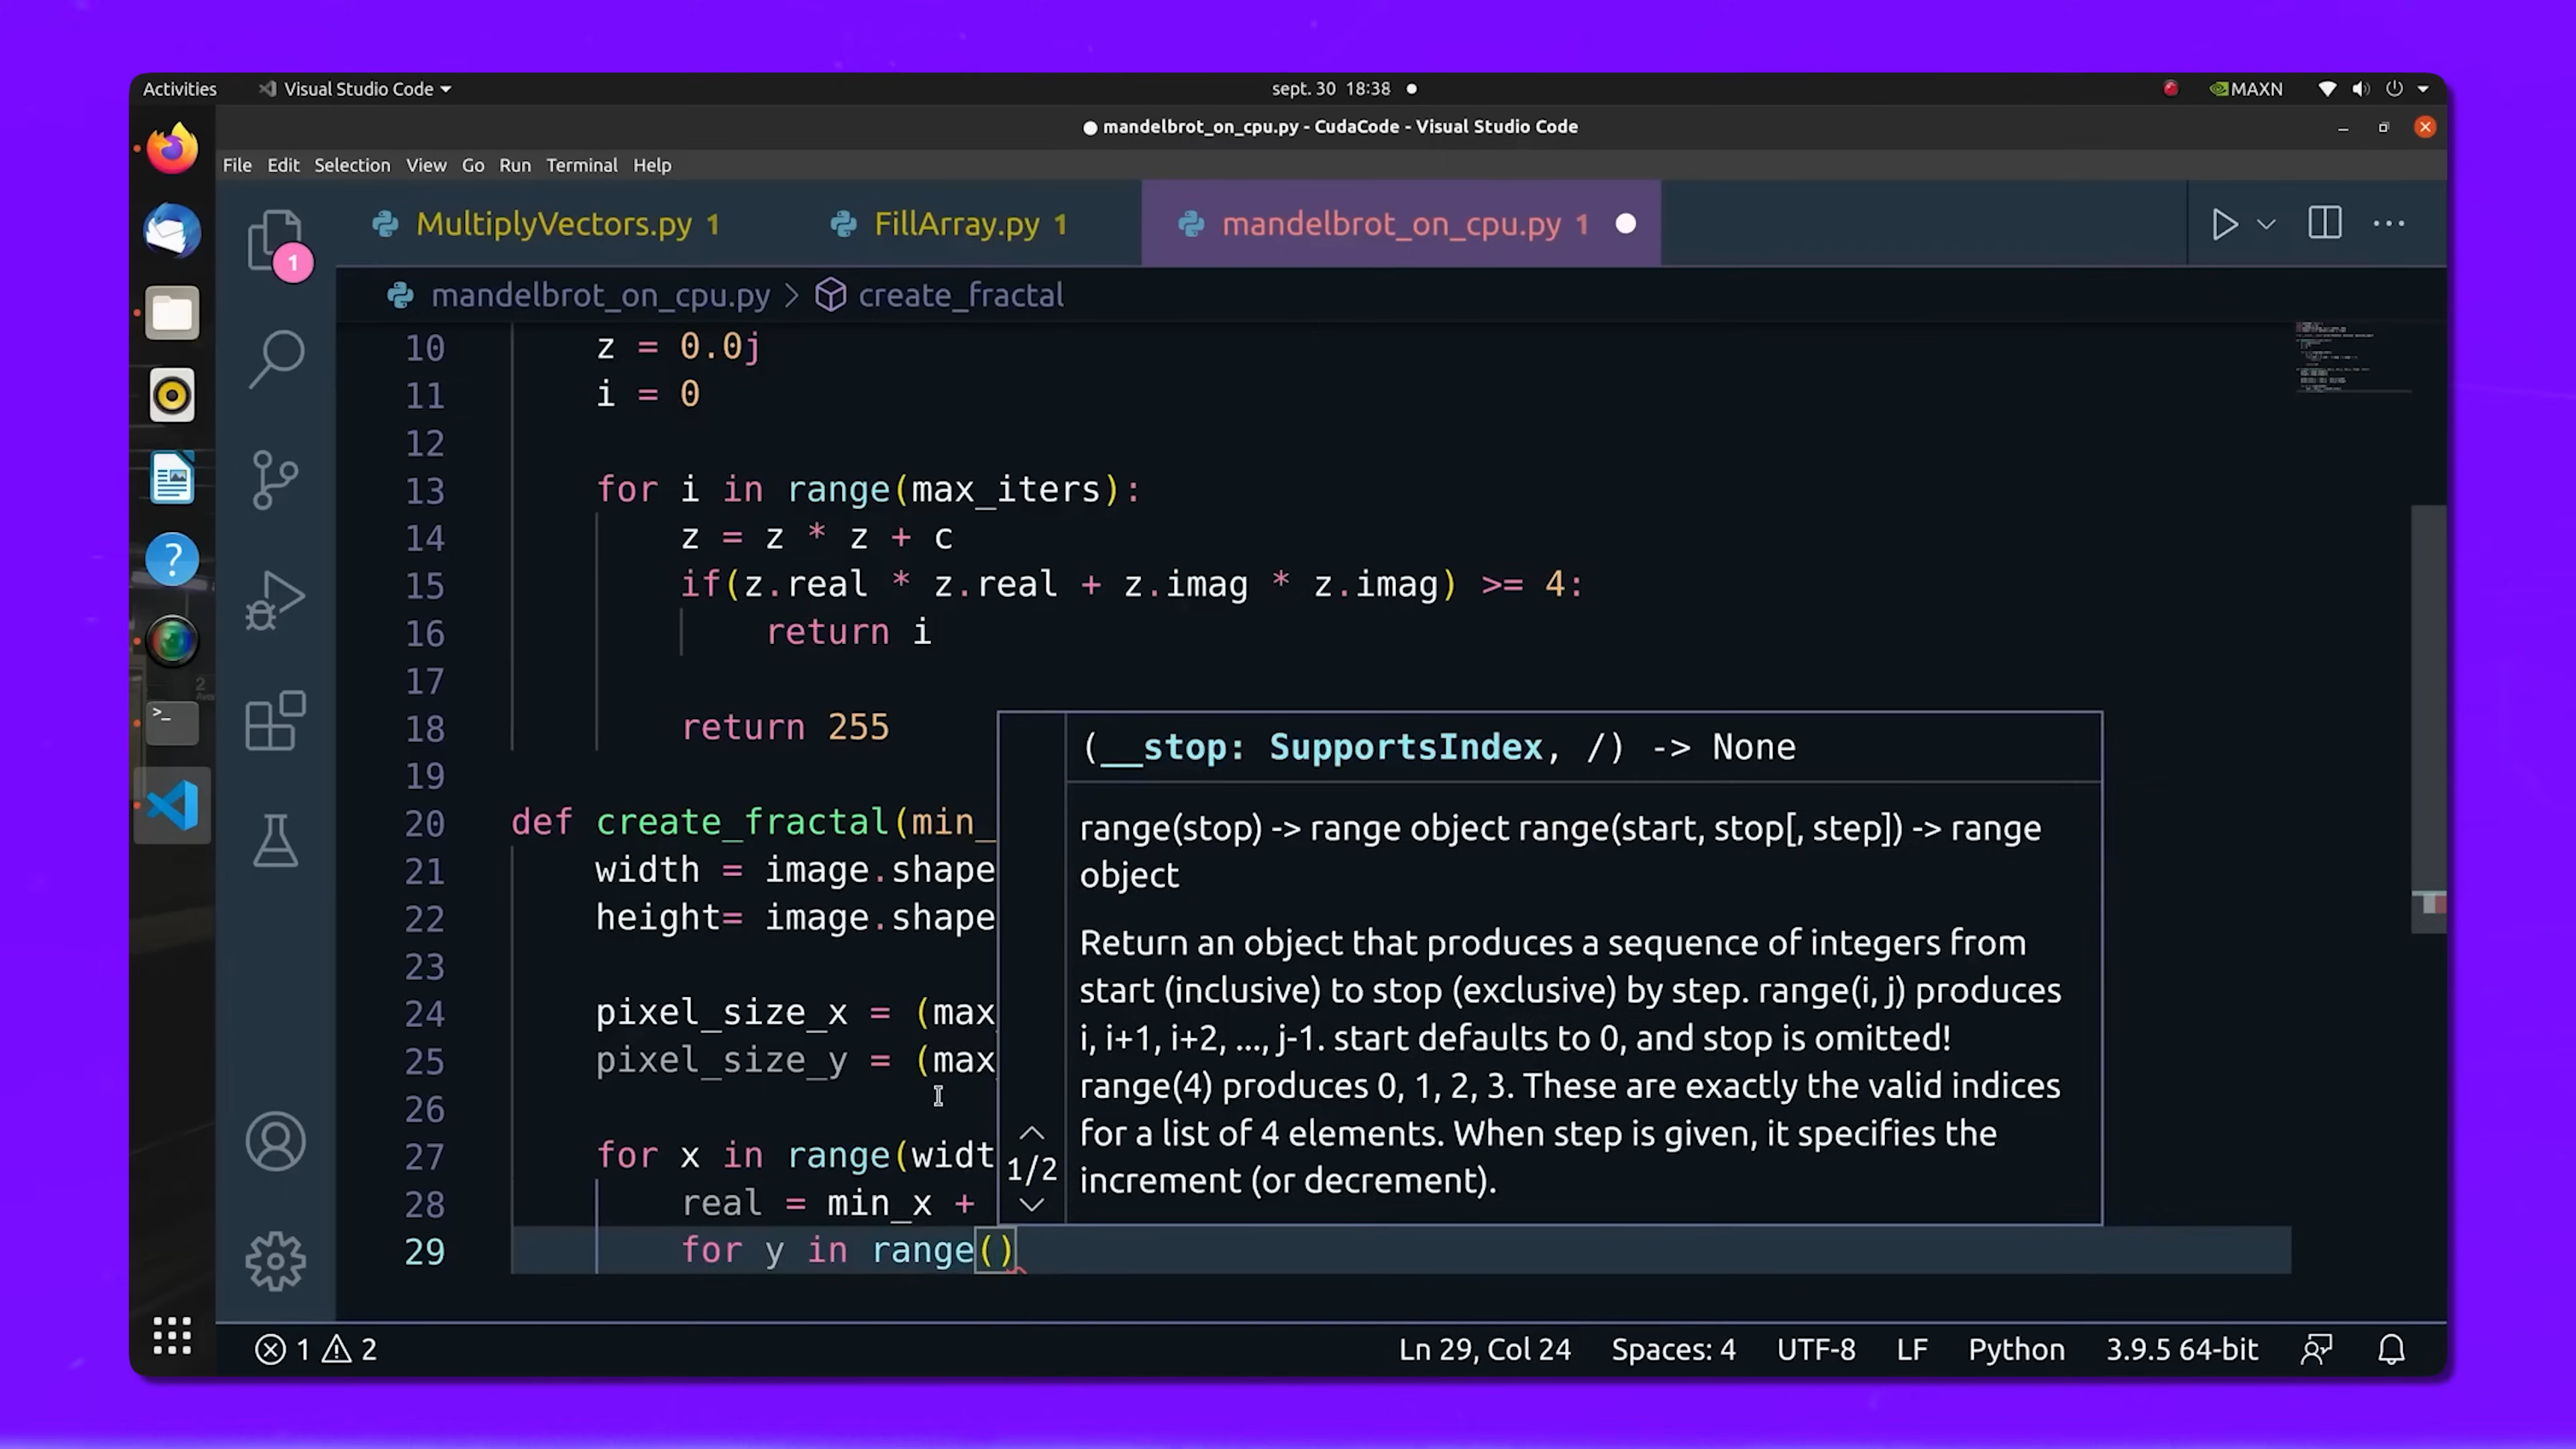 Activities Visual Studio Code sept. 30 18:38 MAXN
mandelbrot_on_cpu.py - CudaCode - Visual Studio Code
File Edit Selection View Go Run Terminal Help
MultiplyVectors.py 1 FillArray.py 1 mandelbrot_on_cpu.py 1
1
mandelbrot_on_cpu.py > create_fractal
10 z = 0.0j
11 i = 0
12
13 for i in range(max_iters):
14 z = z * z + c
15 if(z.real * z.real + z.imag * z.imag) >= 4:
16 return i
17
18 return 255
19
20 def create_fractal(min_
21 width = image.shape
22 height= image.shape
23
24 pixel_size_x = (max_
25 pixel_size_y = (max_
26
27 for x in range(widt
28 real = min_x +
29 for y in range()
(__stop: SupportsIndex, /) -> None
range(stop) -> range object range(start, stop[, step]) -> range
object
Return an object that produces a sequence of integers from
start (inclusive) to stop (exclusive) by step. range(i, j) produces
i, i+1, i+2, ..., j-1. start defaults to 0, and stop is omitted!
range(4) produces 0, 1, 2, 3. These are exactly the valid indices
for a list of 4 elements. When step is given, it specifies the
increment (or decrement).
1/2
1 2 Ln 29, Col 24 Spaces: 4 UTF-8 LF Python 3.9.5 64-bit